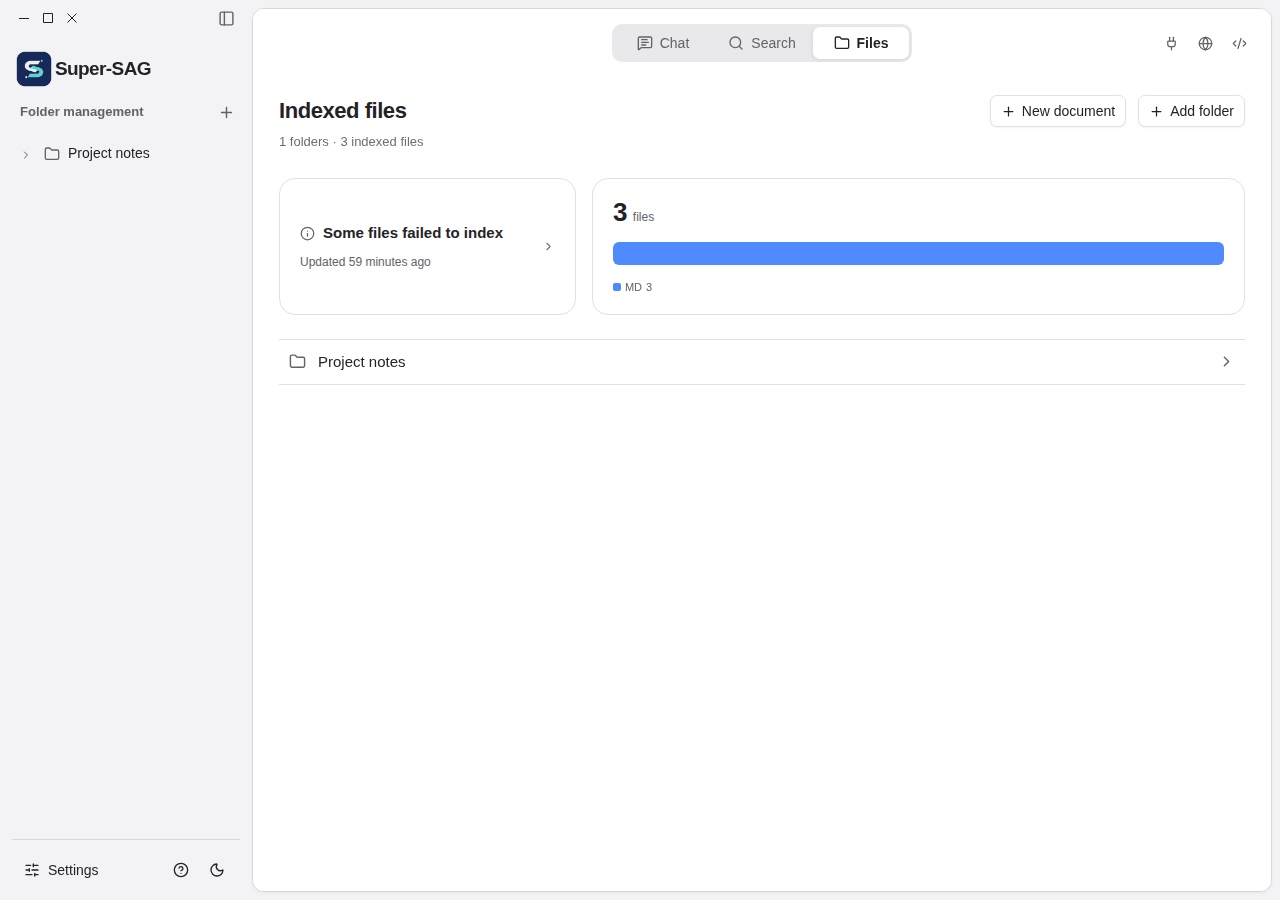 Super-SAG
Folder management
Project notes
Settings
Chat
Search
Files
Indexed files
1 folders · 3 indexed files
New document
Add folder
Some files failed to index
Updated 59 minutes ago
3 files
MD 3
Project notes